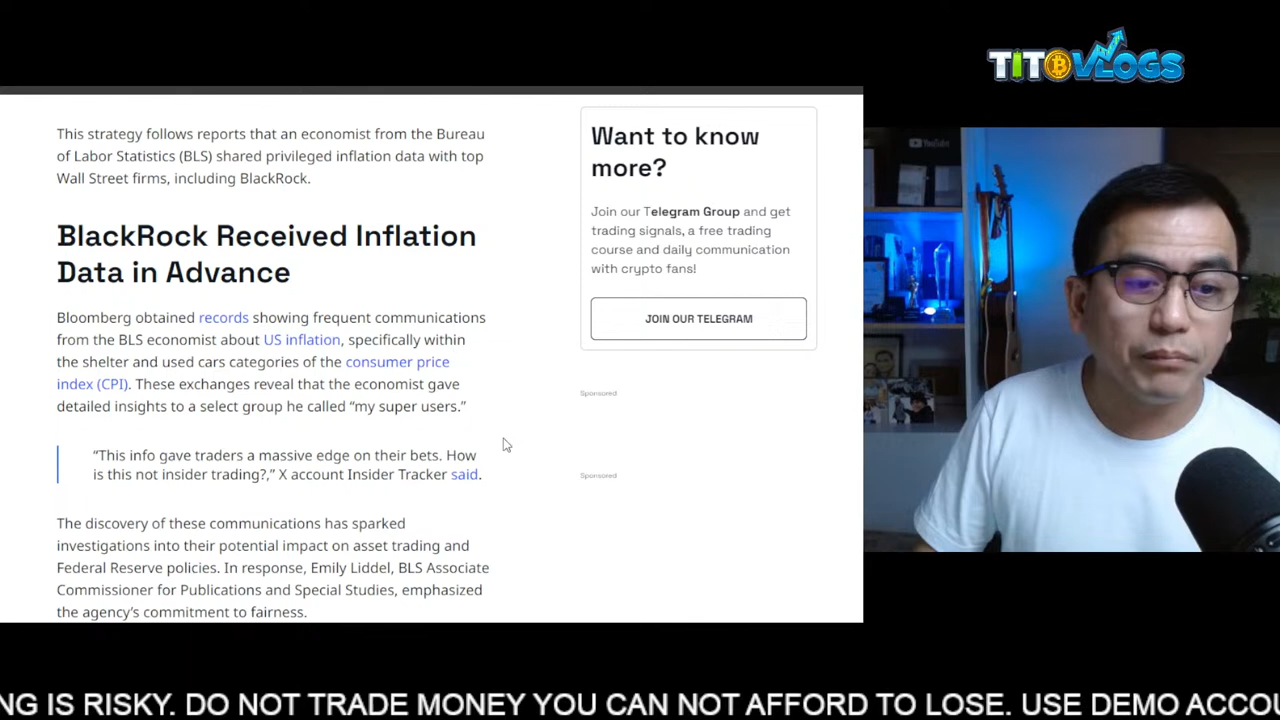 TITOVLOGS
This strategy follows reports that an economist from the Bureau
of Labor Statistics (BLS) shared privileged inflation data with top
Wall Street firms, including BlackRock.
BlackRock Received Inflation
Data in Advance
Bloomberg obtained records showing frequent communications
from the BLS economist about US inflation, specifically within
the shelter and used cars categories of the consumer price
index (CPI). These exchanges reveal that the economist gave
detailed insights to a select group he called “my super users.”
“This info gave traders a massive edge on their bets. How
is this not insider trading?,” X account Insider Tracker said.
The discovery of these communications has sparked
investigations into their potential impact on asset trading and
Federal Reserve policies. In response, Emily Liddel, BLS Associate
Commissioner for Publications and Special Studies, emphasized
the agency’s commitment to fairness.
Want to know
more?
Join our Telegram Group and get
trading signals, a free trading
course and daily communication
with crypto fans!
JOIN OUR TELEGRAM
Sponsored
Sponsored
YouTube
NG IS RISKY. DO NOT TRADE MONEY YOU CAN NOT AFFORD TO LOSE. USE DEMO ACCOU